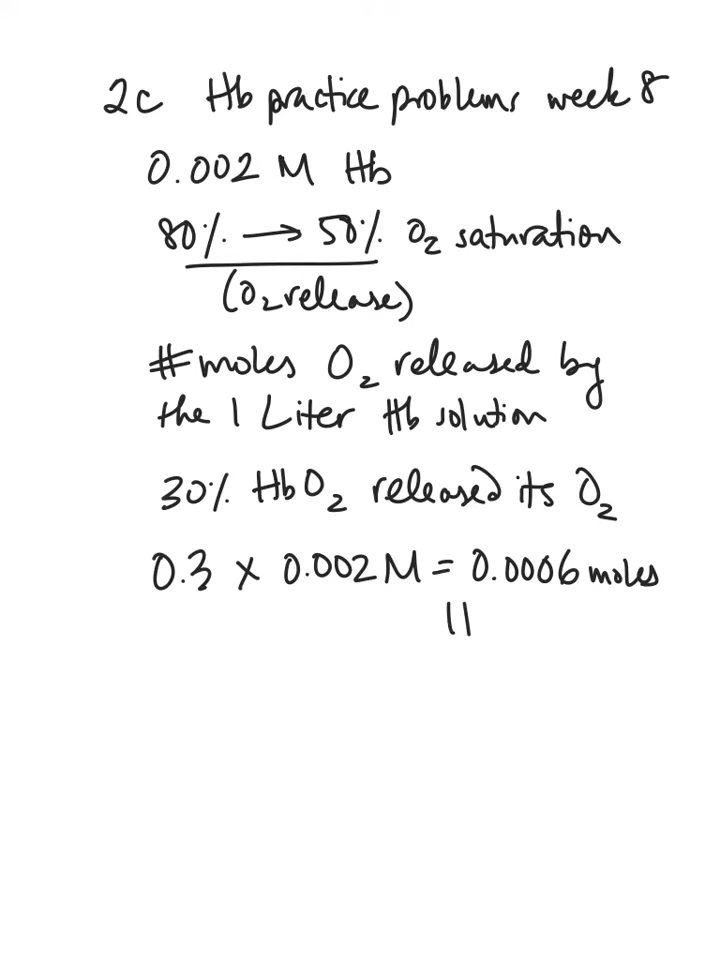 2c Hb practice problems week 8
0.002 M Hb
80% → 50% O₂ saturation
(O₂ release)
# moles O₂ released by
the 1 Liter Hb solution
30% HbO₂ released its O₂
0.3 x 0.002 M = 0.0006 moles
||